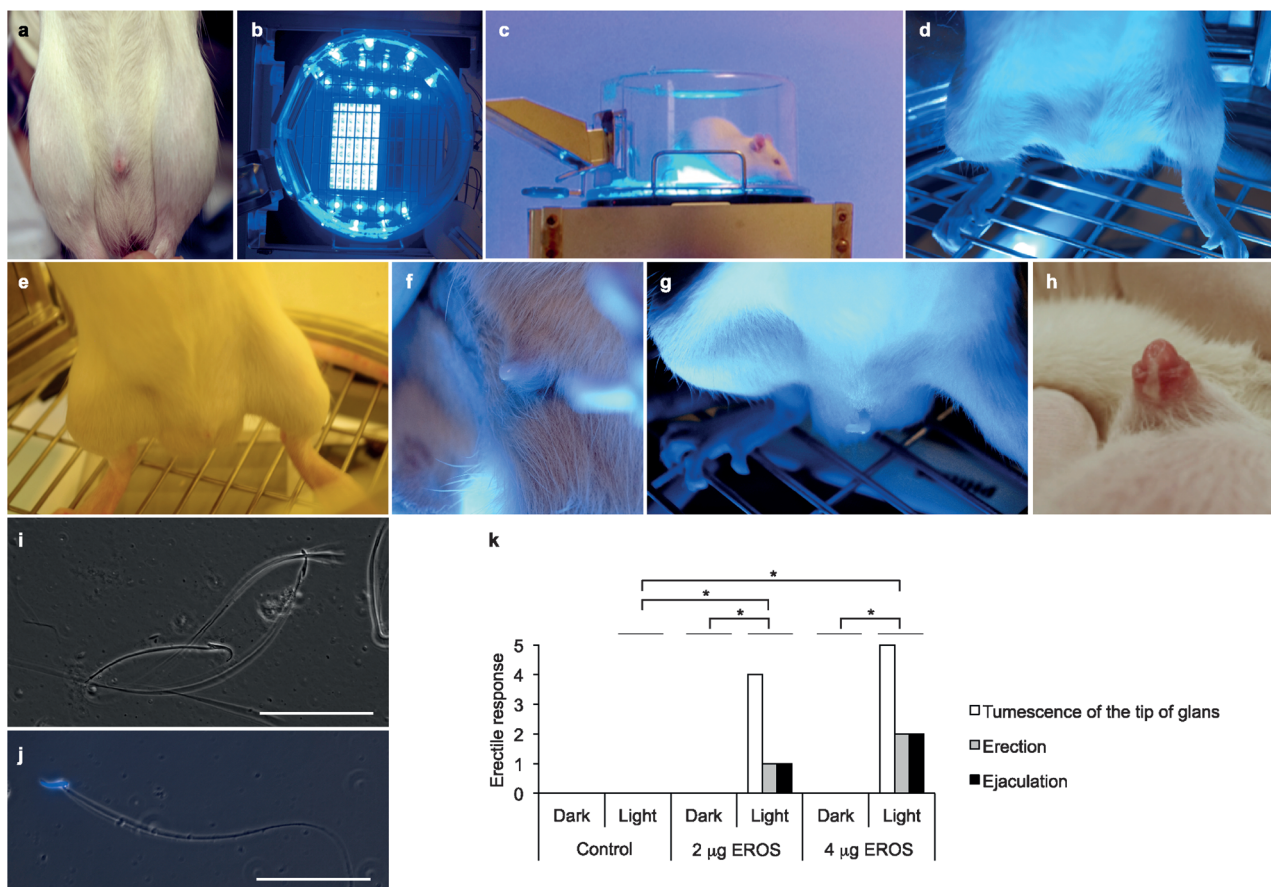 a
b
c
d
e
f
g
h
i
j
k
*
*
*
*
Erectile response
5
4
3
2
1
0
Dark Light Dark Light Dark Light
Control 2 µg EROS 4 µg EROS
Tumescence of the tip of glans
Erection
Ejaculation